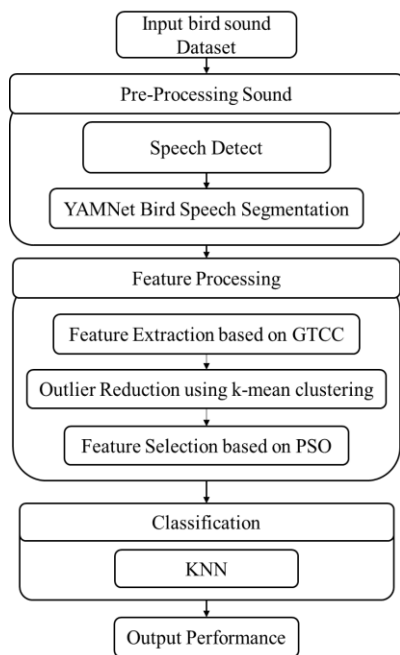 Input bird sound
Dataset
Pre-Processing Sound
Speech Detect
YAMNet Bird Speech Segmentation
Feature Processing
Feature Extraction based on GTCC
Outlier Reduction using k-mean clustering
Feature Selection based on PSO
Classification
KNN
Output Performance